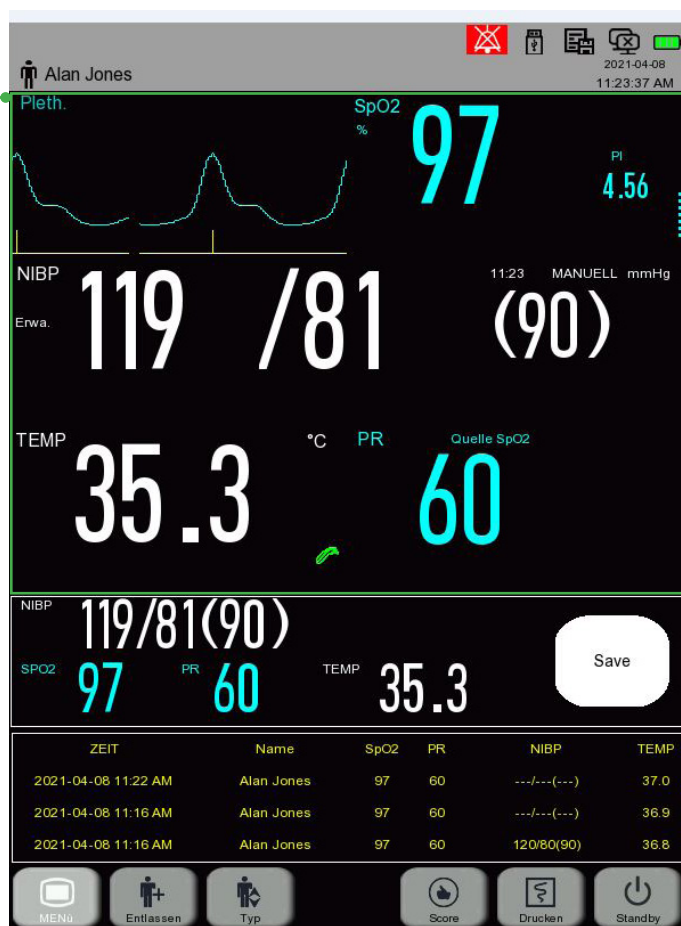 Alan Jones
2021-04-08
11:23:37 AM
Pleth.
SpO2
%
97
PI
4.56
NIBP
Erwa.
119 /81
11:23 MANUELL mmHg
(90)
TEMP
35.3
°C
PR
Quelle SpO2
60
NIBP
119/81(90)
SPO2 97 PR 60 TEMP 35.3
Save
ZEIT Name SpO2 PR NIBP TEMP
2021-04-08 11:22 AM Alan Jones 97 60 ---/---(---) 37.0
2021-04-08 11:16 AM Alan Jones 97 60 ---/---(---) 36.9
2021-04-08 11:16 AM Alan Jones 97 60 120/80(90) 36.8
MENü Entlassen Typ Score Drucken Standby